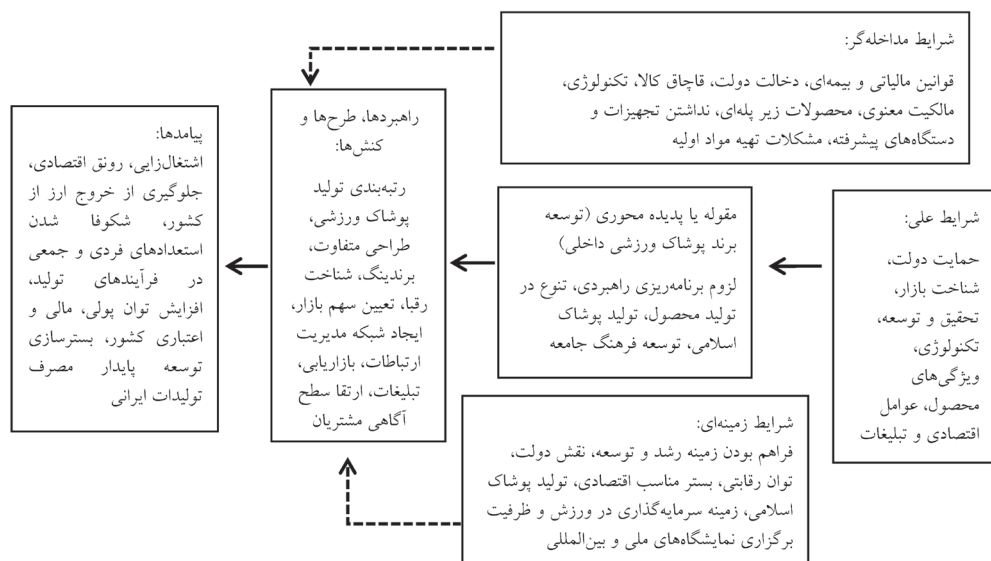 شرایط مداخله‌گر:
قوانین مالیاتی و بیمه‌ای، دخالت دولت، قاچاق کالا، تکنولوژی،
مالکیت معنوی، محصولات زیر پله‌ای، نداشتن تجهیزات و
دستگاه‌های پیشرفته، مشکلات تهیه مواد اولیه
شرایط علی:
حمایت دولت،
شناخت بازار،
تحقیق و توسعه،
تکنولوژی،
ویژگی‌های
محصول، عوامل
اقتصادی و تبلیغات
مقوله یا پدیده محوری (توسعه
برند پوشاک ورزشی داخلی)
لزوم برنامه‌ریزی راهبردی، تنوع در
تولید محصول، تولید پوشاک
اسلامی، توسعه فرهنگ جامعه
شرایط زمینه‌ای:
فراهم بودن زمینه رشد و توسعه، نقش دولت،
توان رقابتی، بستر مناسب اقتصادی، تولید پوشاک
اسلامی، زمینه سرمایه‌گذاری در ورزش و ظرفیت
برگزاری نمایشگاه‌های ملی و بین‌المللی
راهبردها، طرح‌ها و
کنش‌ها:
رتبه‌بندی تولید
پوشاک ورزشی،
طراحی متفاوت،
برندینگ، شناخت
رقبا، تعیین سهم بازار،
ایجاد شبکه مدیریت
ارتباطات، بازاریابی،
تبلیغات، ارتقا سطح
آگاهی مشتریان
پیامدها:
اشتغال‌زایی، رونق اقتصادی،
جلوگیری از خروج ارز از
کشور، شکوفا شدن
استعدادهای فردی و جمعی
در فرآیندهای تولید،
افزایش توان پولی، مالی و
اعتباری کشور، بسترسازی
توسعه پایدار مصرف
تولیدات ایرانی